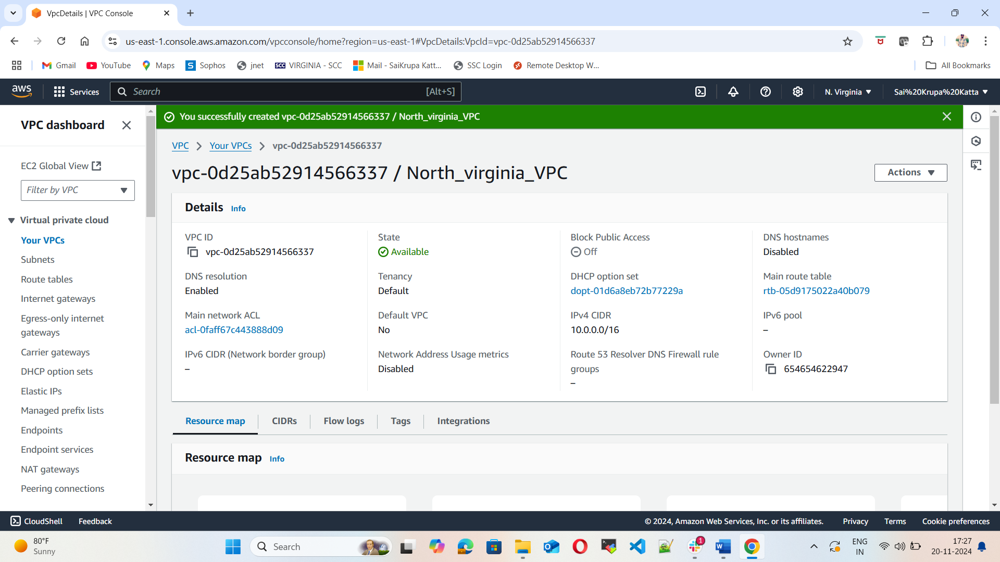 VpcDetails | VPC Console
us-east-1.console.aws.amazon.com/vpcconsole/home?region=us-east-1#VpcDetails:VpcId=vpc-0d25ab52914566337
Gmail YouTube Maps Sophos jnet SCC VIRGINIA - SCC Mail - SaiKrupa Katt... SSC Login Remote Desktop W... All Bookmarks
aws Services Search [Alt+S] N. Virginia Sai%20Krupa%20Katta
VPC dashboard
EC2 Global View
Filter by VPC
Virtual private cloud
Your VPCs
Subnets
Route tables
Internet gateways
Egress-only internet
gateways
Carrier gateways
DHCP option sets
Elastic IPs
Managed prefix lists
Endpoints
Endpoint services
NAT gateways
Peering connections
You successfully created vpc-0d25ab52914566337 / North_virginia_VPC
VPC Your VPCs vpc-0d25ab52914566337
vpc-0d25ab52914566337 / North_virginia_VPC
Actions
Details Info
VPC ID
vpc-0d25ab52914566337
State
Available
Block Public Access
Off
DNS hostnames
Disabled
DNS resolution
Enabled
Tenancy
Default
DHCP option set
dopt-01d6a8eb72b77229a
Main route table
rtb-05d9175022a40b079
Main network ACL
acl-0faff67c443888d09
Default VPC
No
IPv4 CIDR
10.0.0.0/16
IPv6 pool
–
IPv6 CIDR (Network border group)
–
Network Address Usage metrics
Disabled
Route 53 Resolver DNS Firewall rule
groups
–
Owner ID
654654622947
Resource map CIDRs Flow logs Tags Integrations
Resource map Info
CloudShell Feedback © 2024, Amazon Web Services, Inc. or its affiliates. Privacy Terms Cookie preferences
80°F
Sunny
Search
1
ENG
IN
17:27
20-11-2024